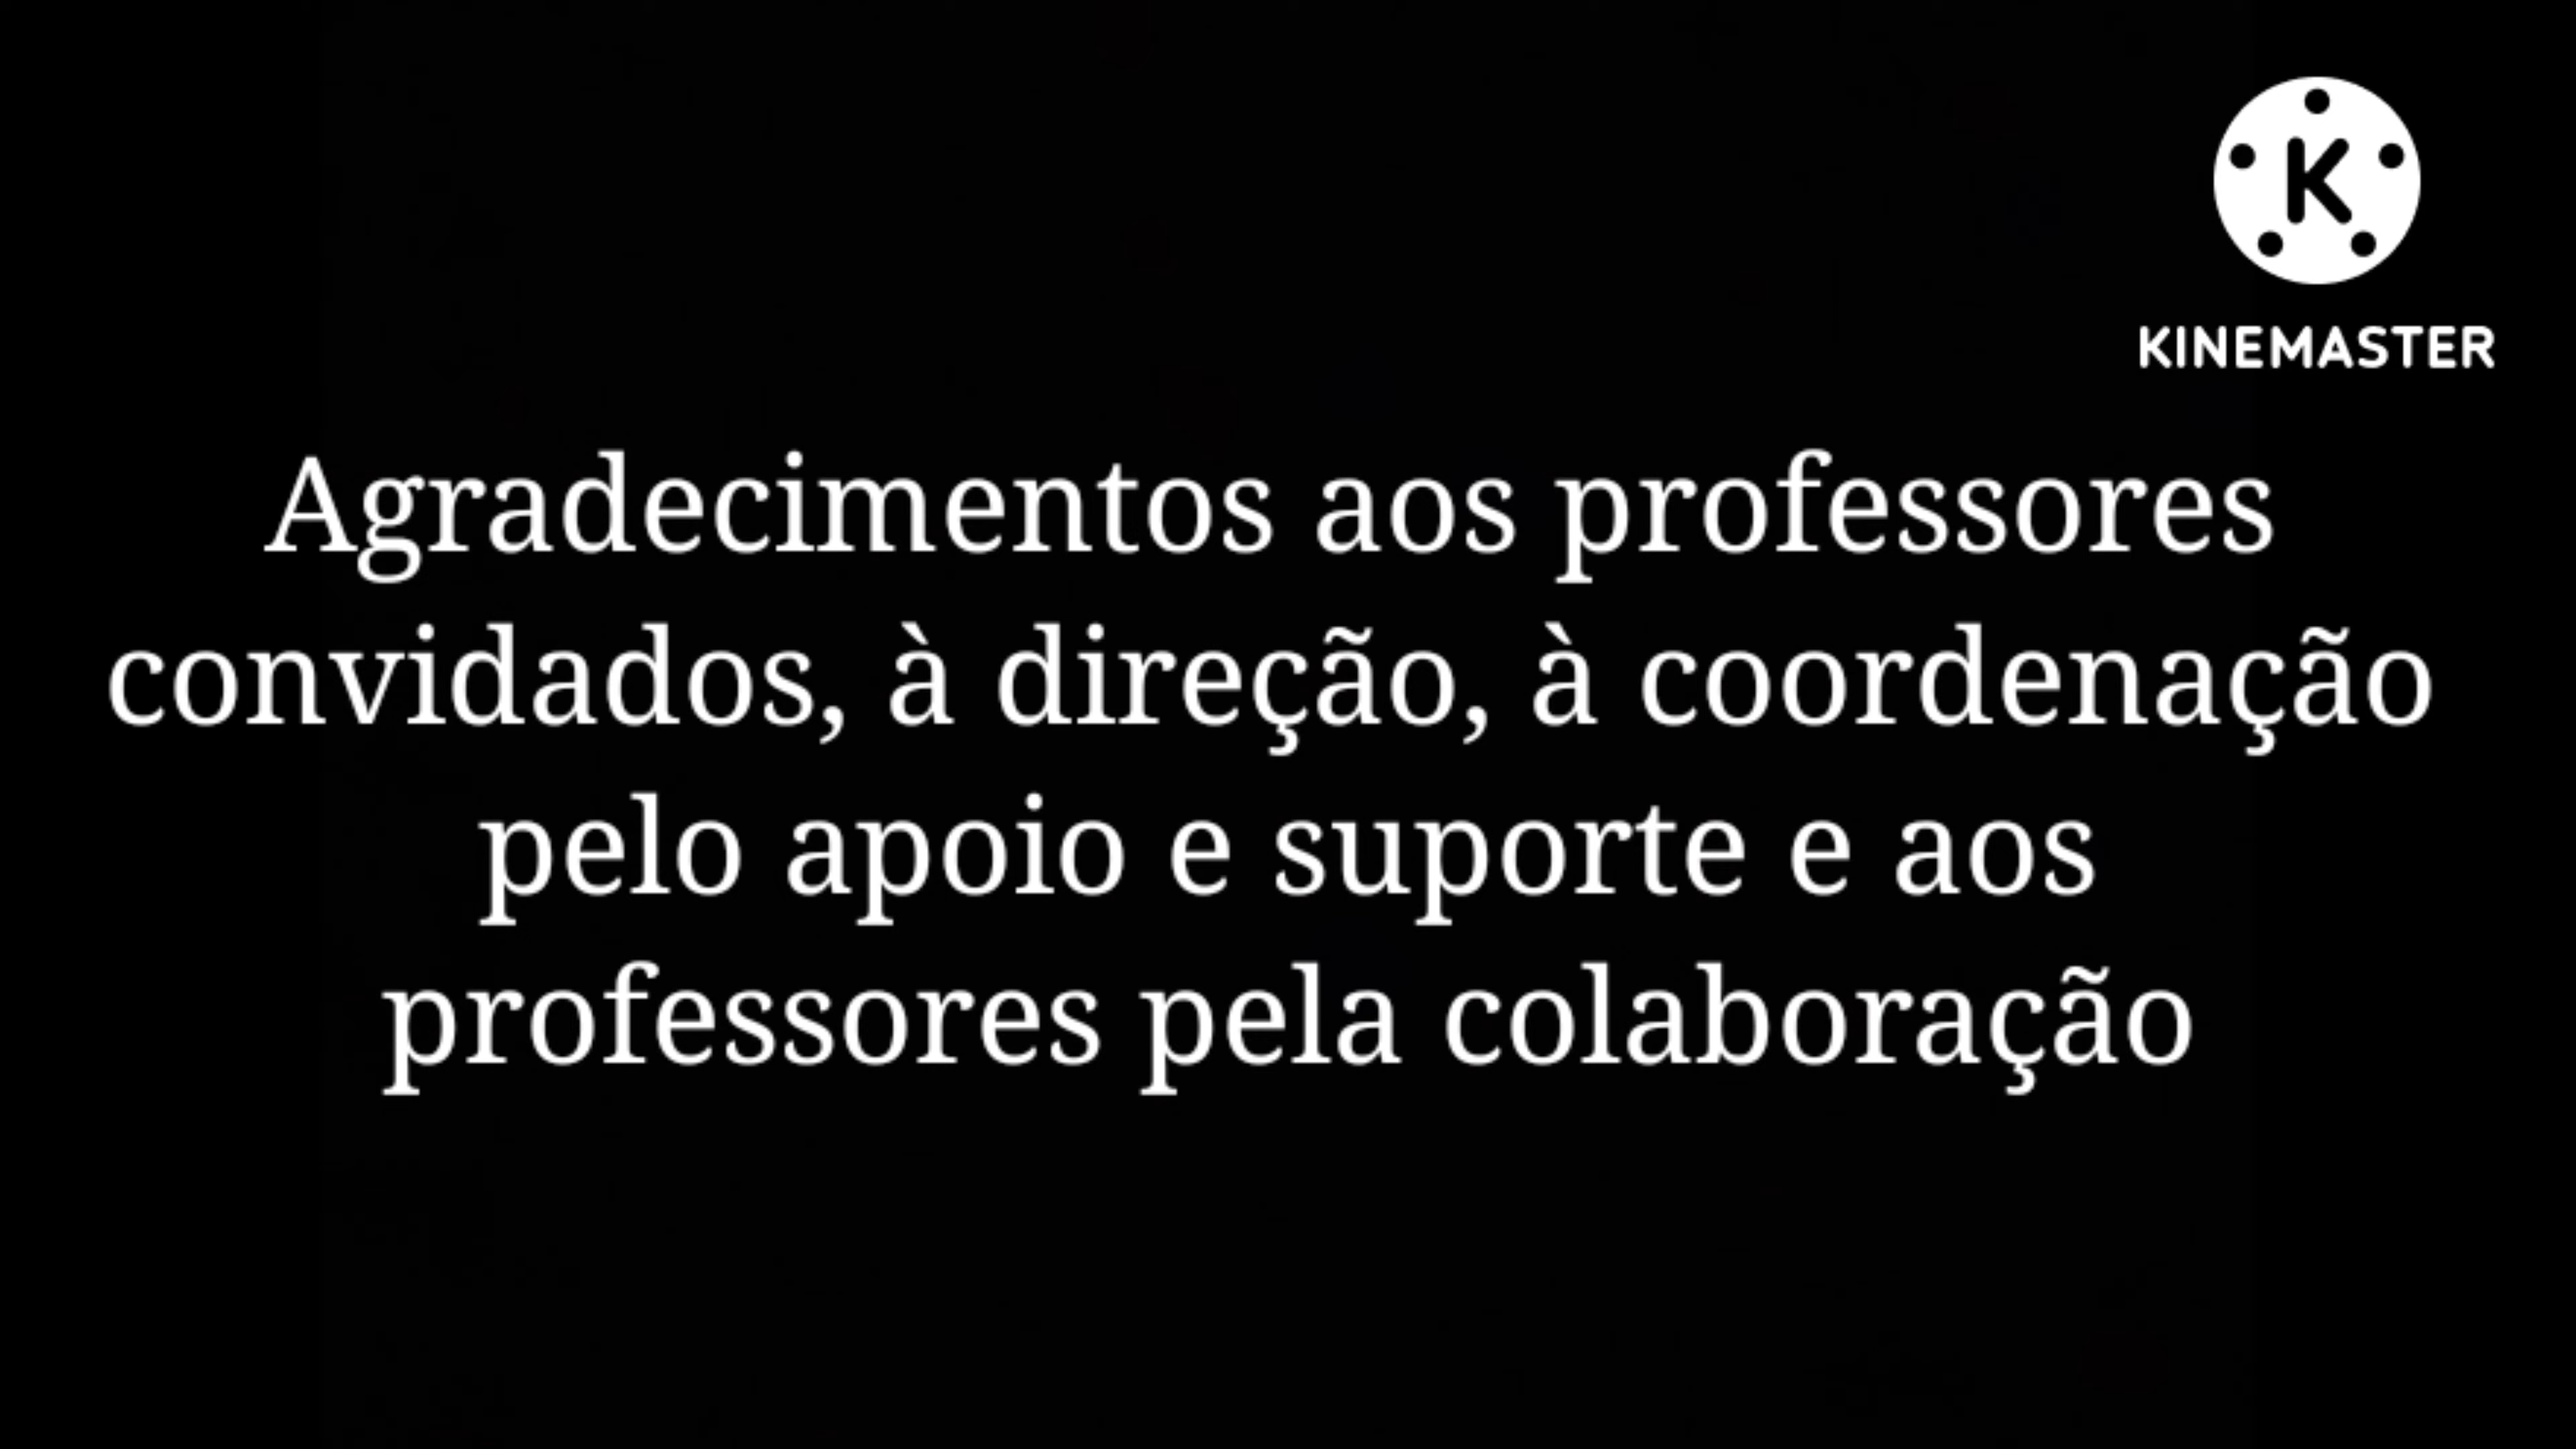 KINEMASTER
Agradecimentos aos professores
convidados, à direção, à coordenação
pelo apoio e suporte e aos
professores pela colaboração